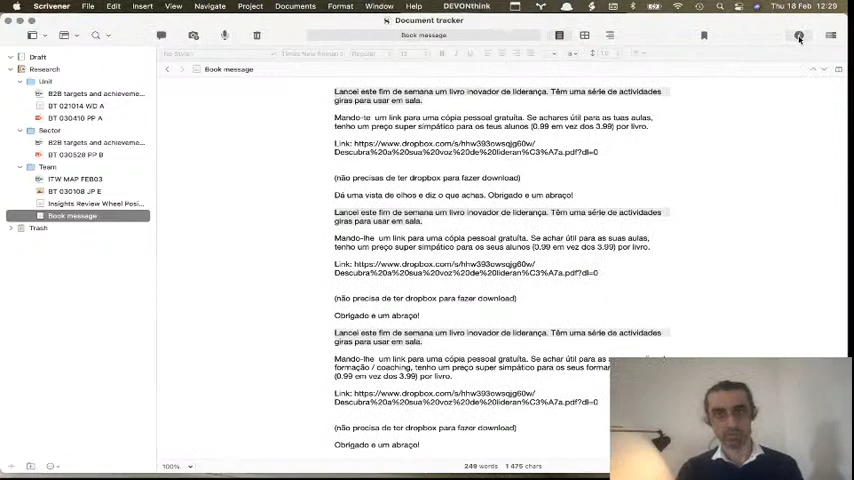 Scrivener File Edit Insert View Navigate Project Documents Format Window Help DEVONthink Thu 18 Feb 12:29
Document tracker
Book message
No Style Times New Roman Regular 12 B I U A 1.0
Book message
Draft
Research
Unit
B2B targets and achieveme...
BT 021014 WD A
BT 030410 PP A
Sector
B2B targets and achieveme...
BT 030528 PP B
Team
ITW MAP FEB03
BT 030108 JP E
Insights Review Wheel Posi...
Book message
Trash
Lancei este fim de semana um livro inovador de liderança. Têm uma série de actividades
giras para usar em sala.
Mando-te um link para uma cópia pessoal gratuíta. Se achares útil para as tuas aulas,
tenho um preço super simpático para os teus alunos (0.99 em vez dos 3.99) por livro.
Link: https://www.dropbox.com/s/hhw393owsqjg60w/
Descubra%20a%20sua%20voz%20de%20lideran%C3%A7a.pdf?dl=0
(não precisas de ter dropbox para fazer download)
Dá uma vista de olhos e diz o que achas. Obrigado e um abraço!
Lancei este fim de semana um livro inovador de liderança. Têm uma série de actividades
giras para usar em sala.
Mando-lhe um link para uma cópia pessoal gratuíta. Se achar útil para as suas aulas,
tenho um preço super simpático para os seus alunos (0.99 em vez dos 3.99) por livro.
Link: https://www.dropbox.com/s/hhw393owsqjg60w/
Descubra%20a%20sua%20voz%20de%20lideran%C3%A7a.pdf?dl=0
(não precisa de ter dropbox para fazer download)
Obrigado e um abraço!
Lancei este fim de semana um livro inovador de liderança. Têm uma série de actividades
giras para usar em sala.
Mando-lhe um link para uma cópia pessoal gratuíta. Se achar útil para as
formação / coaching, tenho um preço super simpático para os seus
(0.99 em vez dos 3.99) por livro.
Link: https://www.dropbox.com/s/hhw393owsqjg60w/
Descubra%20a%20sua%20voz%20de%20lideran%C3%A7a.pdf?dl=0
(não precisa de ter dropbox para fazer download)
Obrigado e um abraço!
100% 249 words 1 475 chars